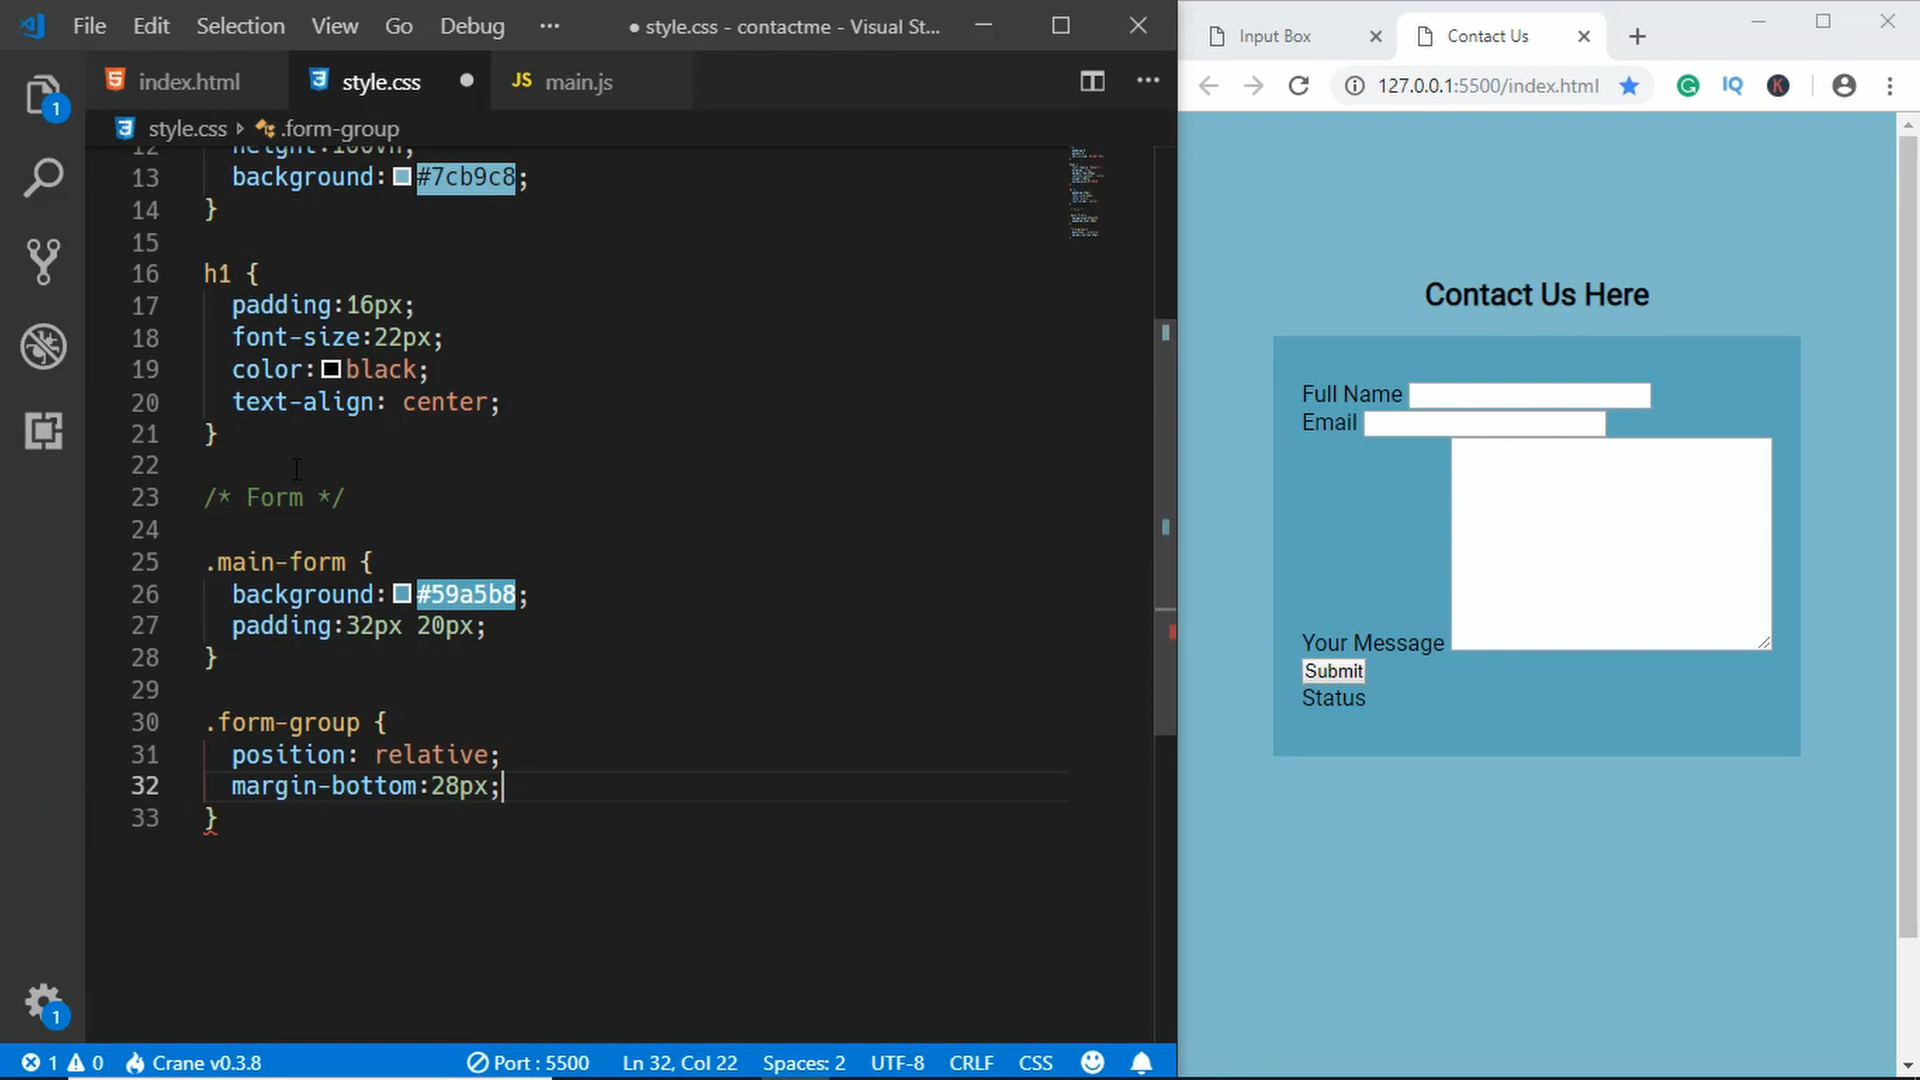 File Edit Selection View Go Debug ··· ● style.css - contactme - Visual St...
index.html style.css ● JS main.js ···
style.css .form-group
12 height:100vh;
13 background: #7cb9c8;
14 }
15
16 h1 {
17 padding:16px;
18 font-size:22px;
19 color: black;
20 text-align: center;
21 }
22
23 /* Form */
24
25 .main-form {
26 background: #59a5b8;
27 padding:32px 20px;
28 }
29
30 .form-group {
31 position: relative;
32 margin-bottom:28px;
33 }
1
1
1 0 Crane v0.3.8 Port : 5500 Ln 32, Col 22 Spaces: 2 UTF-8 CRLF CSS
Input Box Contact Us
127.0.0.1:5500/index.html IQ K
Contact Us Here
Full Name
Email
Your Message
Submit
Status